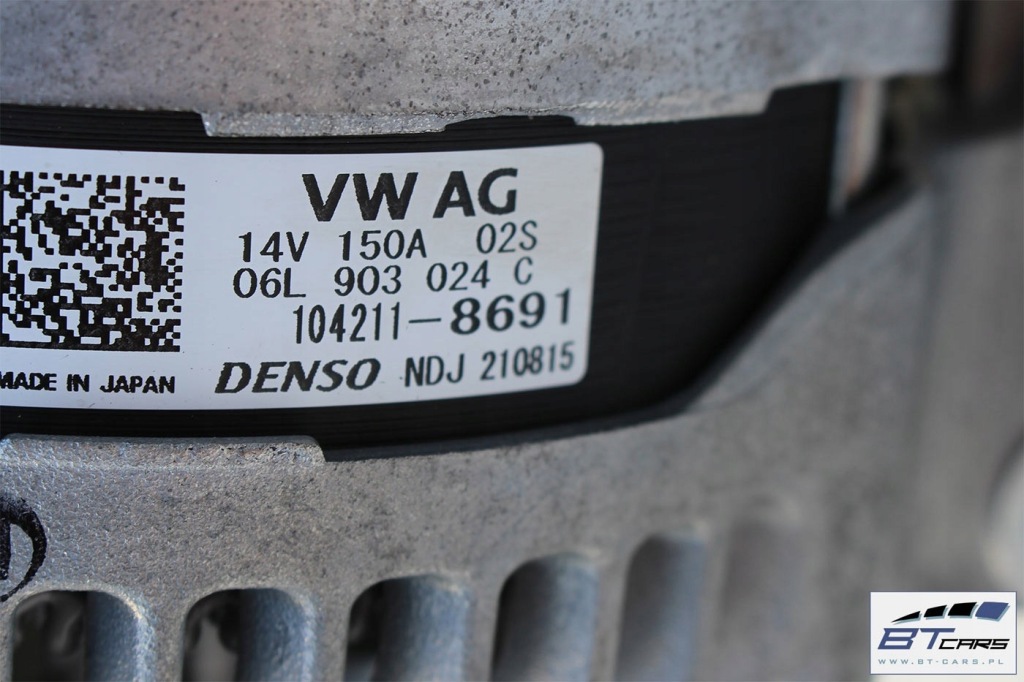 VW AG
14V 150A 02S
06L 903 024 C
104211-8691
MADE IN JAPAN DENSO NDJ 210815
BT CARS
WWW.BT-CARS.PL